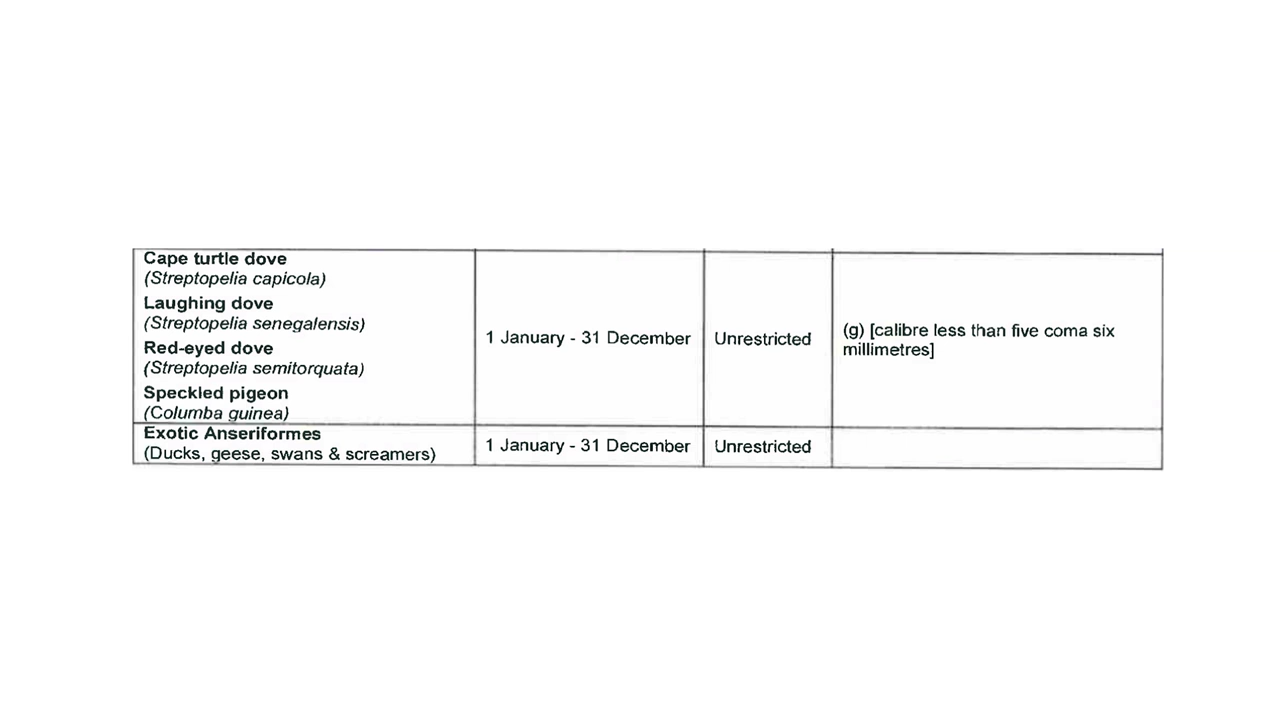 Cape turtle dove
(Streptopelia capicola)
Laughing dove
(Streptopelia senegalensis)
Red-eyed dove
(Streptopelia semitorquata)
Speckled pigeon
(Columba guinea)
1 January - 31 December
Unrestricted
(g) [calibre less than five coma six
millimetres]
Exotic Anseriformes
(Ducks, geese, swans & screamers)
1 January - 31 December
Unrestricted